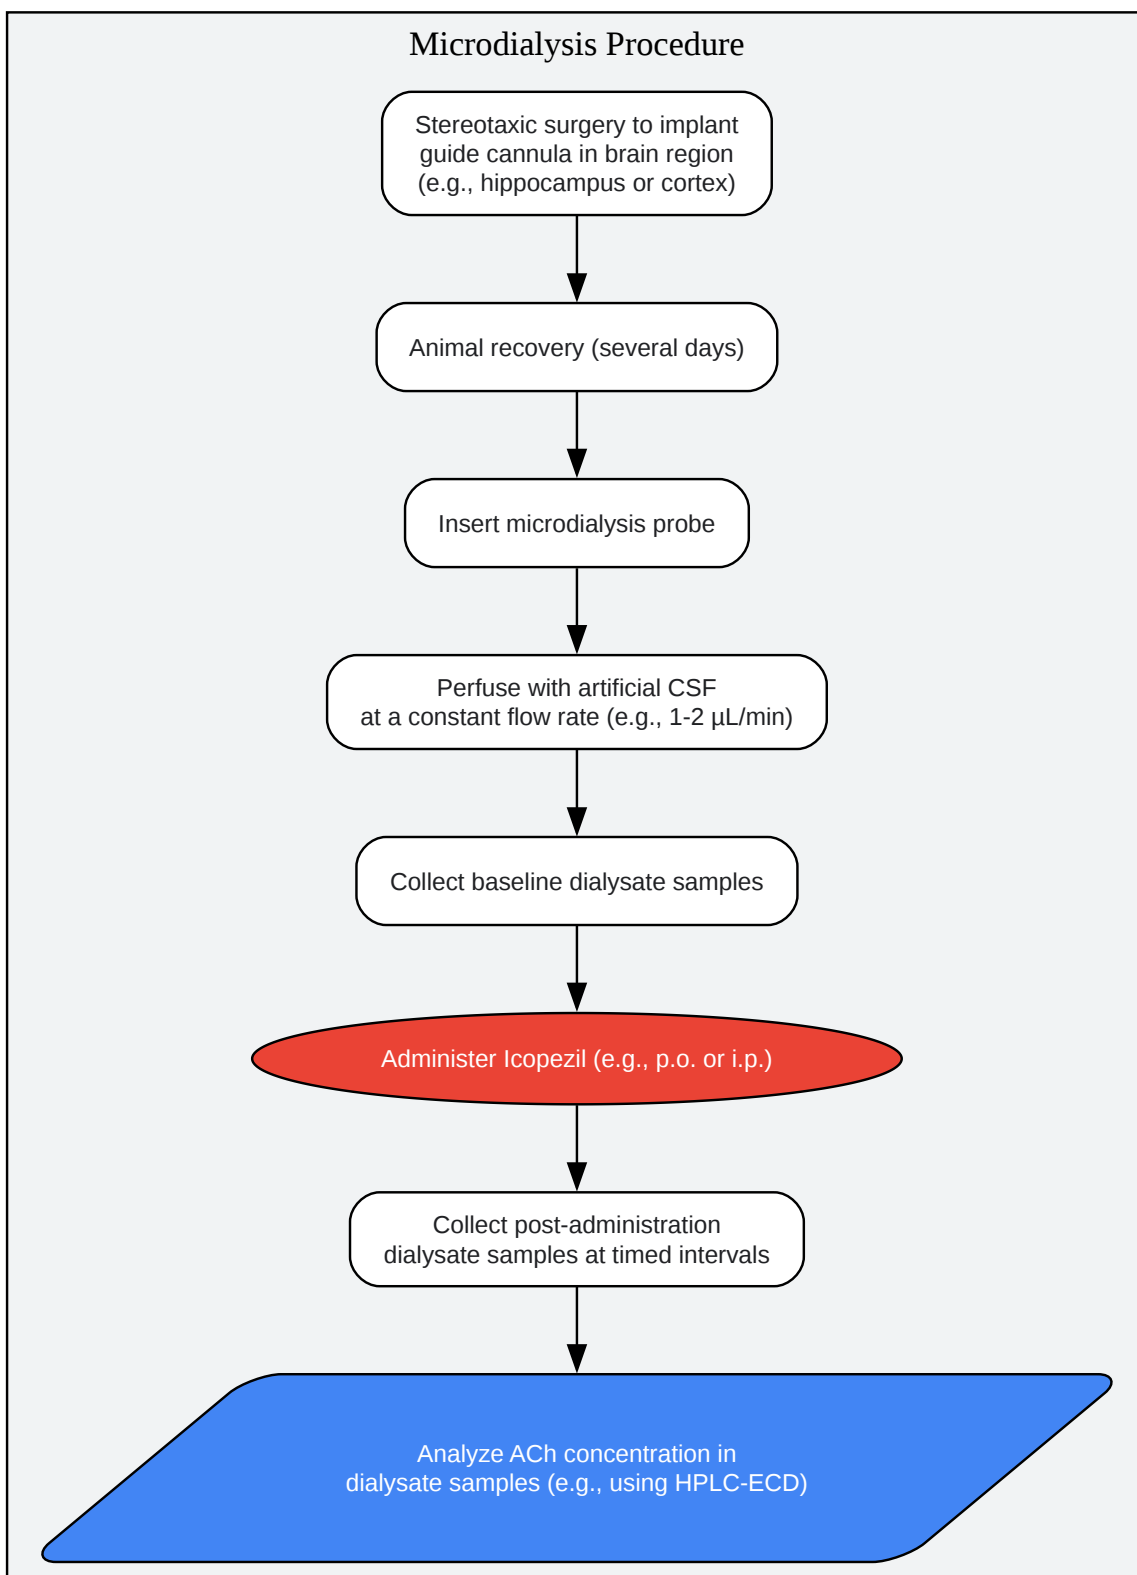 Microdialysis Procedure
Stereotaxic surgery to implant
guide cannula in brain region
(e.g., hippocampus or cortex)
Animal recovery (several days)
Insert microdialysis probe
Perfuse with artificial CSF
at a constant flow rate (e.g., 1-2 µL/min)
Collect baseline dialysate samples
Administer Icopezil (e.g., p.o. or i.p.)
Collect post-administration
dialysate samples at timed intervals
Analyze ACh concentration in
dialysate samples (e.g., using HPLC-ECD)